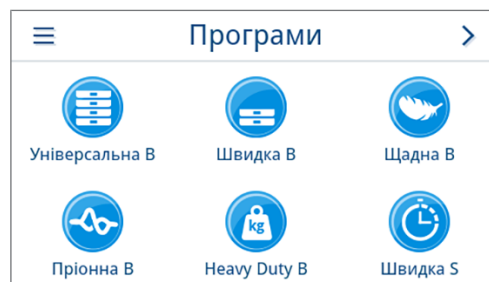 Програми
Універсальна B
Швидка B
Щадна B
kg
Пріонна B
Heavy Duty B
Швидка S